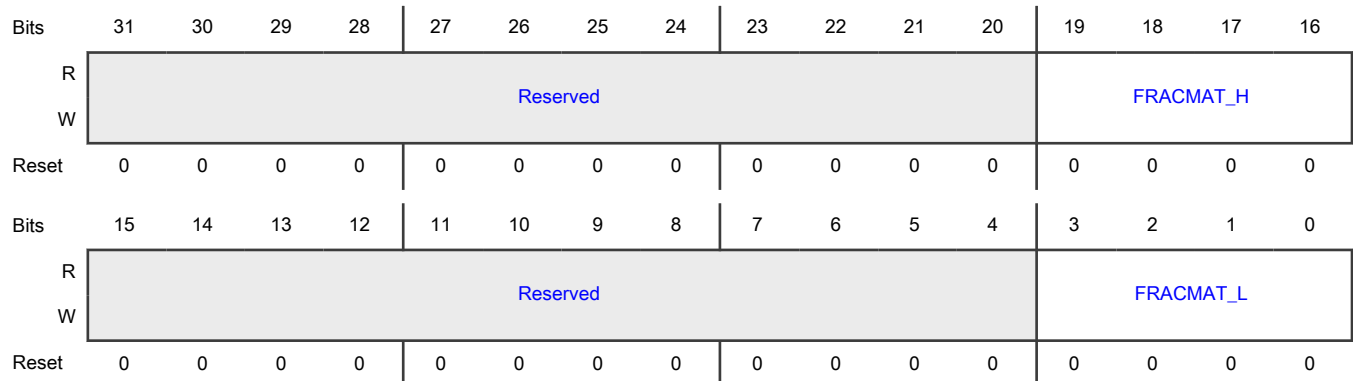 Bits 31 30 29 28 27 26 25 24 23 22 21 20 19 18 17 16
R
Reserved FRACMAT_H
W
Reset 0 0 0 0 0 0 0 0 0 0 0 0 0 0 0 0
Bits 15 14 13 12 11 10 9 8 7 6 5 4 3 2 1 0
R
Reserved FRACMAT_L
W
Reset 0 0 0 0 0 0 0 0 0 0 0 0 0 0 0 0